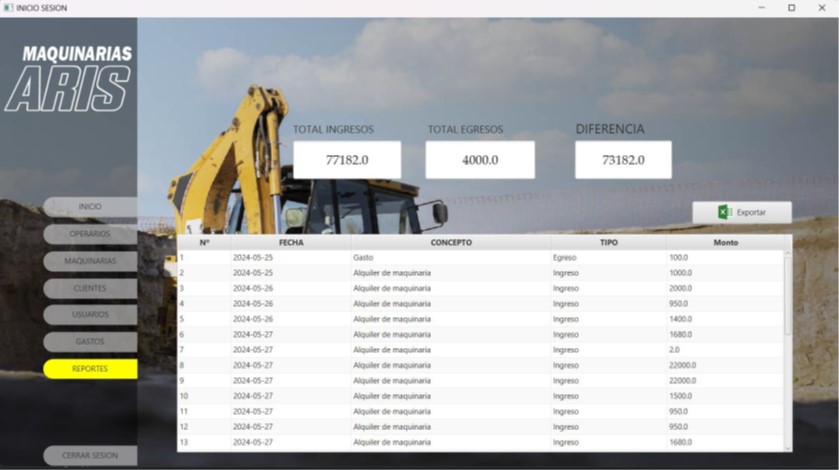 INICIO SESION
MAQUINARIAS
ARIS
TOTAL INGRESOS TOTAL EGRESOS DIFERENCIA
77182.0 4000.0 73182.0
INICIO
OPERARIOS
MAQUINARIAS
CLIENTES
USUARIOS
GASTOS
REPORTES
CERRAR SESION
Exportar
Nº FECHA CONCEPTO TIPO Monto
1 2024-05-25 Gasto Egreso 100.0
2 2024-05-25 Alquiler de maquinaria Ingreso 1000.0
3 2024-05-26 Alquiler de maquinaria Ingreso 2000.0
4 2024-05-26 Alquiler de maquinaria Ingreso 950.0
5 2024-05-26 Alquiler de maquinaria Ingreso 1400.0
6 2024-05-27 Alquiler de maquinaria Ingreso 1680.0
7 2024-05-27 Alquiler de maquinaria Ingreso 2.0
8 2024-05-27 Alquiler de maquinaria Ingreso 22000.0
9 2024-05-27 Alquiler de maquinaria Ingreso 22000.0
10 2024-05-27 Alquiler de maquinaria Ingreso 1500.0
11 2024-05-27 Alquiler de maquinaria Ingreso 950.0
12 2024-05-27 Alquiler de maquinaria Ingreso 950.0
13 2024-05-27 Alquiler de maquinaria Ingreso 1680.0